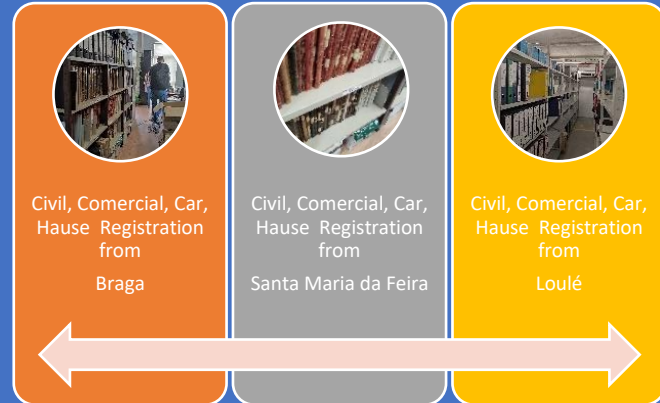 Civil, Comercial, Car,
Hause Registration
from
Braga
Civil, Comercial, Car,
Hause Registration
from
Santa Maria da Feira
Civil, Comercial, Car,
Hause Registration
from
Loulé